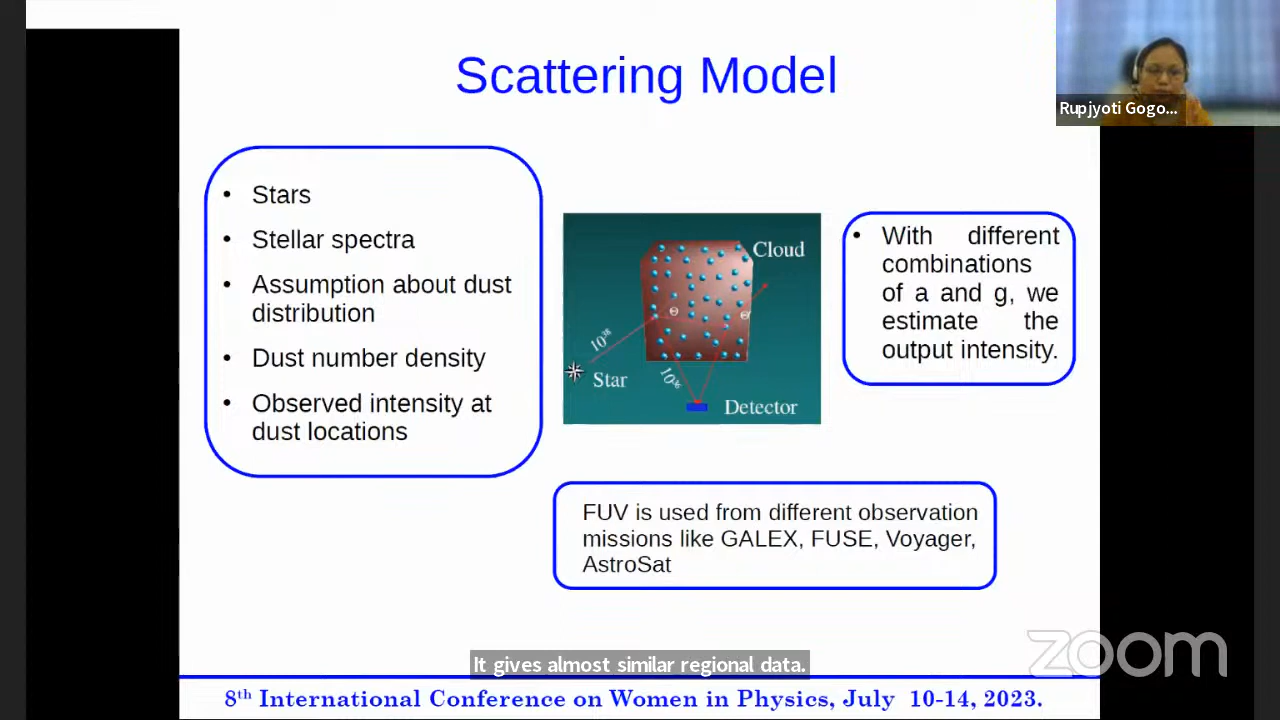 Scattering Model
Rupjyoti Gogo...
• Stars
• Stellar spectra
• Assumption about dust
distribution
• Dust number density
• Observed intensity at
dust locations
Cloud
Θ
Θ
10
Star
10
Detector
• With different
combinations
of a and g, we
estimate the
output intensity.
FUV is used from different observation
missions like GALEX, FUSE, Voyager,
AstroSat
It gives almost similar regional data.
zoom
8th International Conference on Women in Physics, July 10-14, 2023.